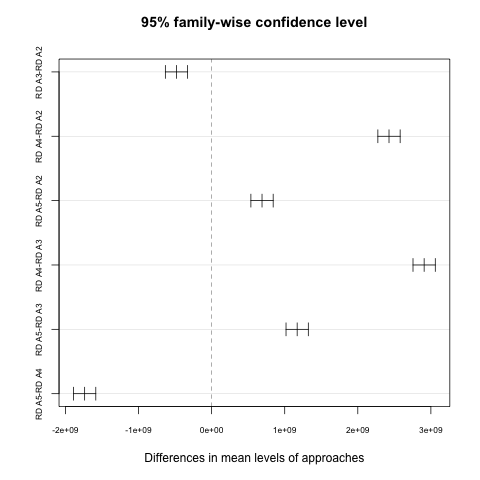 95% family-wise confidence level
RD A3-RD A2
RD A4-RD A2
RD A5-RD A2
RD A4-RD A3
RD A5-RD A3
RD A5-RD A4
-2e+09 -1e+09 0e+00 1e+09 2e+09 3e+09
Differences in mean levels of approaches